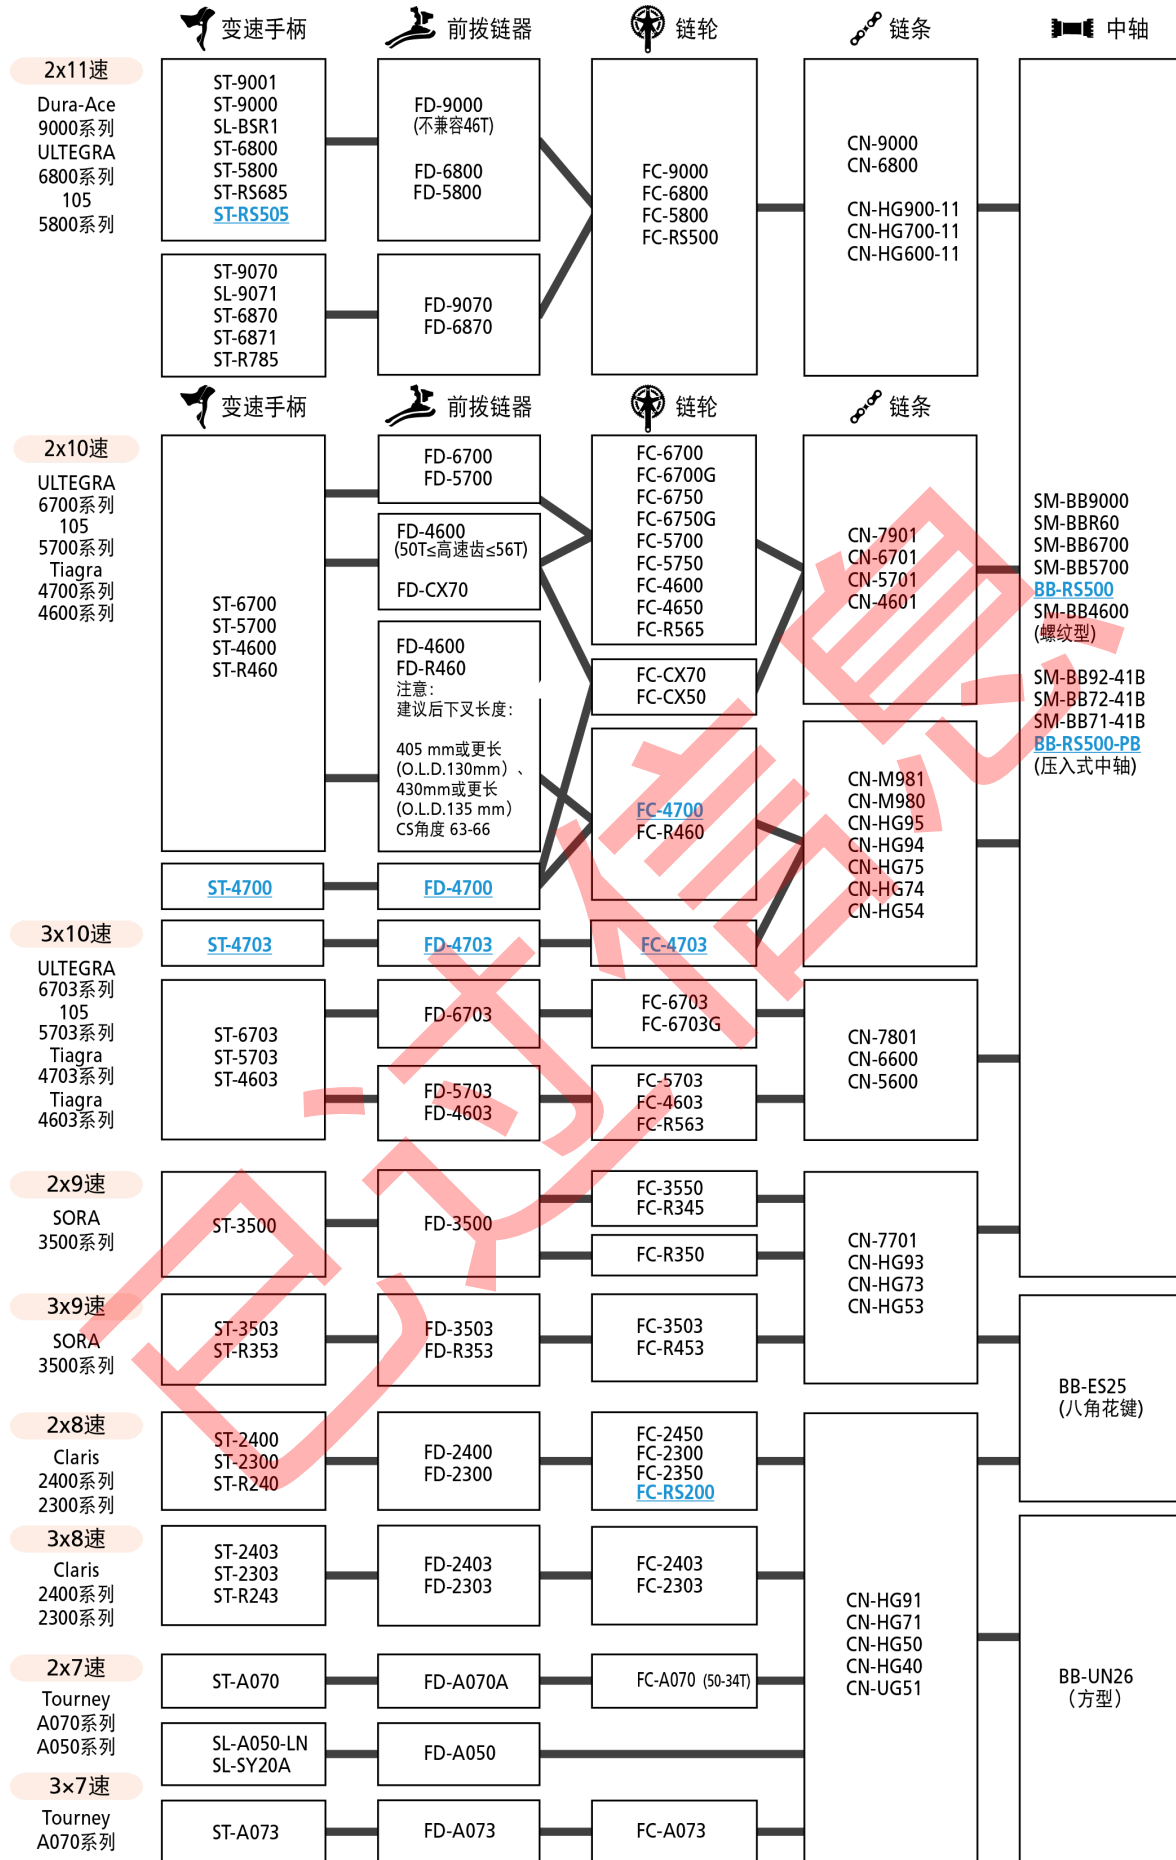 变速手柄
前拨链器
链轮
链条
中轴
2x11速
Dura-Ace
9000系列
ULTEGRA
6800系列
105
5800系列
ST-9001
ST-9000
SL-BSR1
ST-6800
ST-5800
ST-RS685
ST-RS505
FD-9000
(不兼容46T)
FD-6800
FD-5800
FC-9000
FC-6800
FC-5800
FC-RS500
CN-9000
CN-6800
CN-HG900-11
CN-HG700-11
CN-HG600-11
ST-9070
SL-9071
ST-6870
ST-6871
ST-R785
FD-9070
FD-6870
变速手柄
前拨链器
链轮
链条
2x10速
ULTEGRA
6700系列
105
5700系列
Tiagra
4700系列
4600系列
ST-6700
ST-5700
ST-4600
ST-R460
FD-6700
FD-5700
FD-4600
(50T≤高速齿≤56T)
FD-CX70
FD-4600
FD-R460
注意：
建议后下叉长度：
405 mm或更长
(O.L.D.130mm）、
430mm或更长
(O.L.D.135 mm）
CS角度 63-66
FC-6700
FC-6700G
FC-6750
FC-6750G
FC-5700
FC-5750
FC-4600
FC-4650
FC-R565
FC-CX70
FC-CX50
FC-4700
FC-R460
CN-7901
CN-6701
CN-5701
CN-4601
CN-M981
CN-M980
CN-HG95
CN-HG94
CN-HG75
CN-HG74
CN-HG54
SM-BB9000
SM-BBR60
SM-BB6700
SM-BB5700
BB-RS500
SM-BB4600
(螺纹型)
SM-BB92-41B
SM-BB72-41B
SM-BB71-41B
BB-RS500-PB
(压入式中轴)
ST-4700
FD-4700
3x10速
ULTEGRA
6703系列
105
5703系列
Tiagra
4703系列
Tiagra
4603系列
ST-4703
FD-4703
FC-4703
ST-6703
ST-5703
ST-4603
FD-6703
FC-6703
FC-6703G
FD-5703
FD-4603
FC-5703
FC-4603
FC-R563
CN-7801
CN-6600
CN-5600
2x9速
SORA
3500系列
ST-3500
FD-3500
FC-3550
FC-R345
FC-R350
CN-7701
CN-HG93
CN-HG73
CN-HG53
3x9速
SORA
3500系列
ST-3503
ST-R353
FD-3503
FD-R353
FC-3503
FC-R453
BB-ES25
(八角花键)
2x8速
Claris
2400系列
2300系列
ST-2400
ST-2300
ST-R240
FD-2400
FD-2300
FC-2450
FC-2300
FC-2350
FC-RS200
3x8速
Claris
2400系列
2300系列
ST-2403
ST-2303
ST-R243
FD-2403
FD-2303
FC-2403
FC-2303
CN-HG91
CN-HG71
CN-HG50
CN-HG40
CN-UG51
BB-UN26
（方型）
2x7速
Tourney
A070系列
A050系列
ST-A070
FD-A070A
FC-A070 (50-34T)
SL-A050-LN
SL-SY20A
FD-A050
3×7速
Tourney
A070系列
ST-A073
FD-A073
FC-A073
已过信息